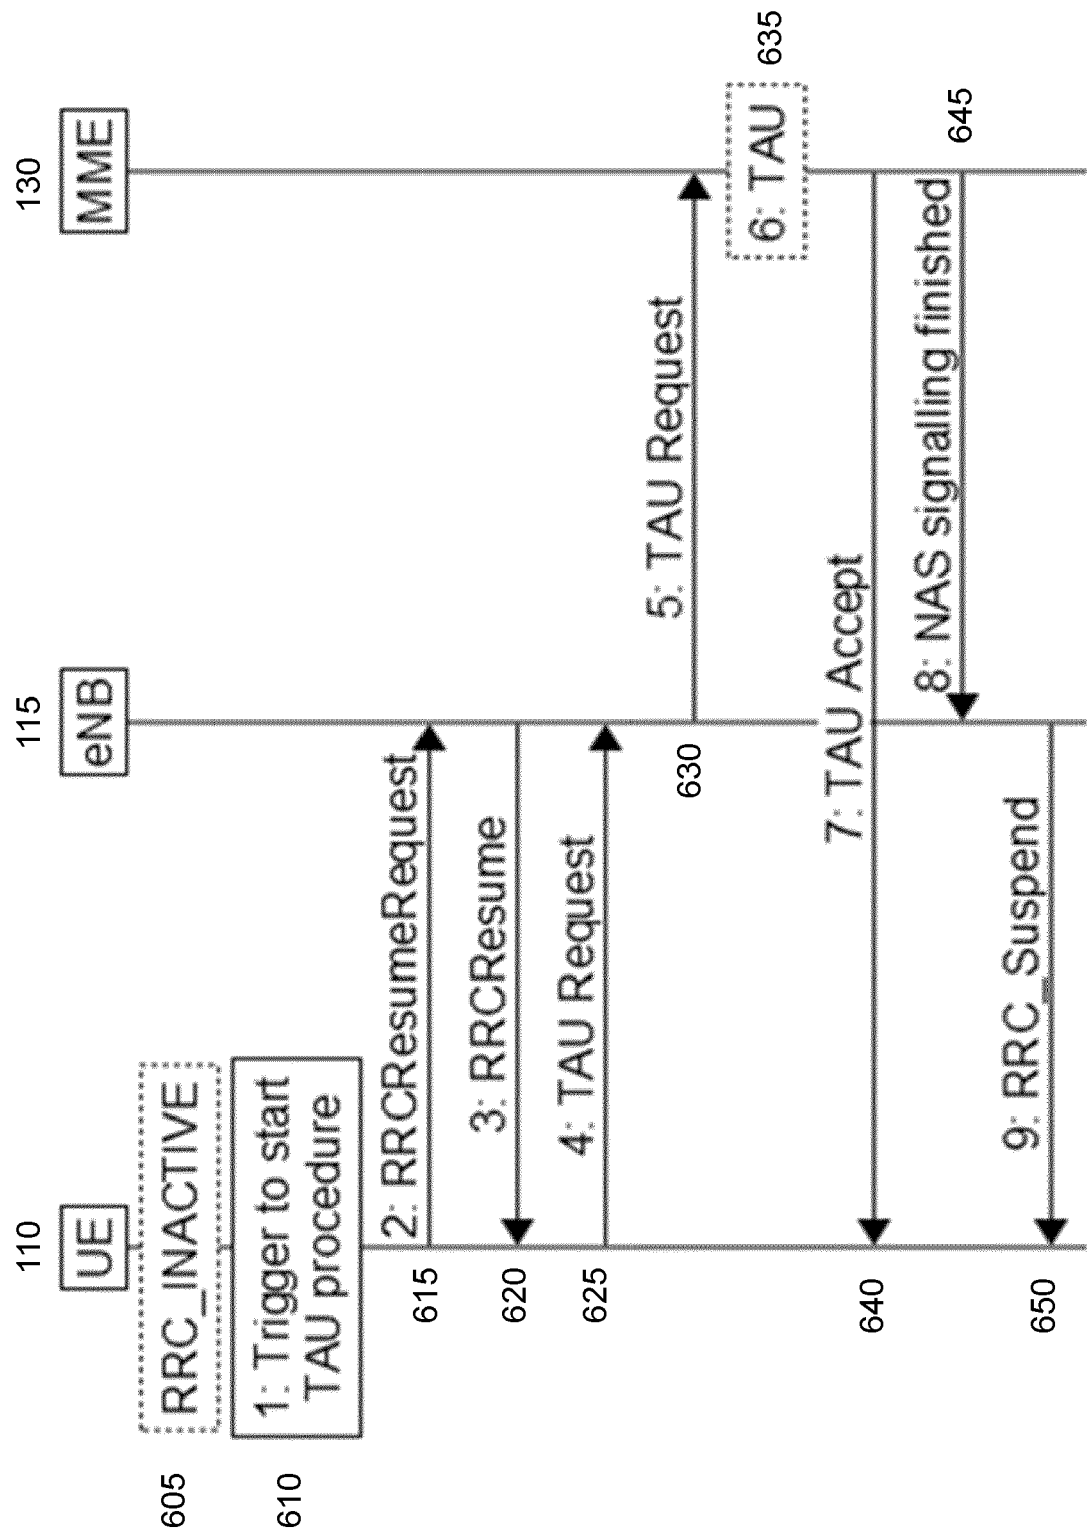 110
115
130
UE
eNB
MME
605
RRC_INACTIVE
610
1: Trigger to start
TAU procedure
2: RRCResumeRequest
615
3: RRCResume
620
4: TAU Request
625
5: TAU Request
630
6: TAU
635
7: TAU Accept
640
8: NAS signalling finished
645
9: RRC_Suspend
650